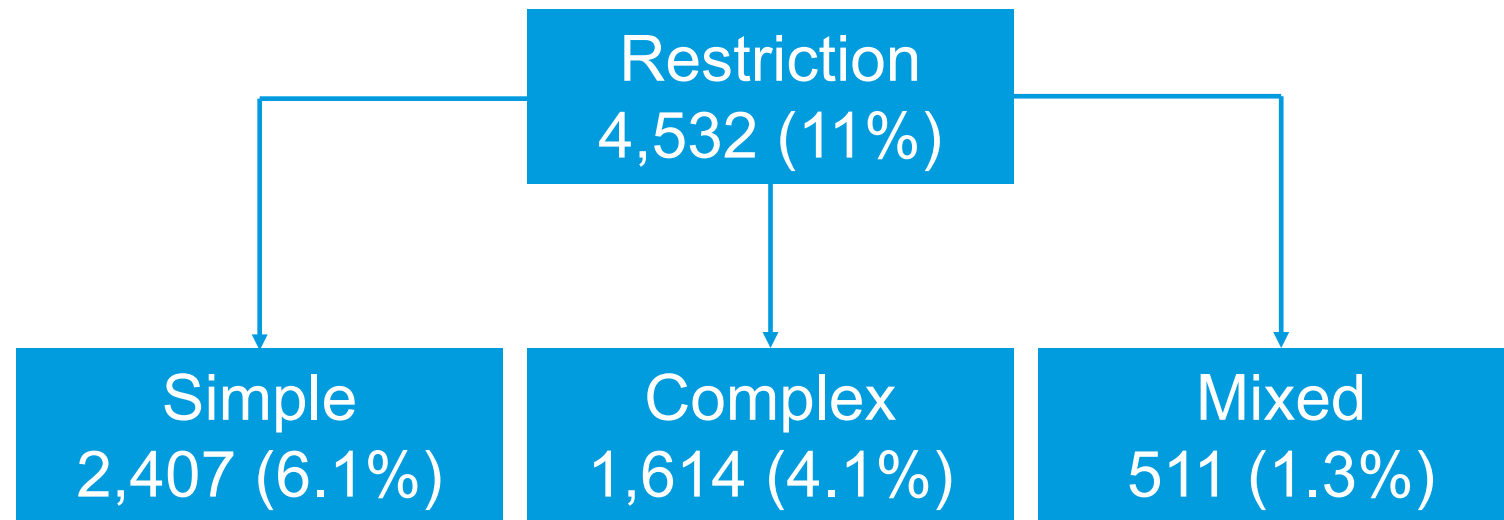 Restriction
4,532 (11%)
Simple
2,407 (6.1%)
Complex
1,614 (4.1%)
Mixed
511 (1.3%)